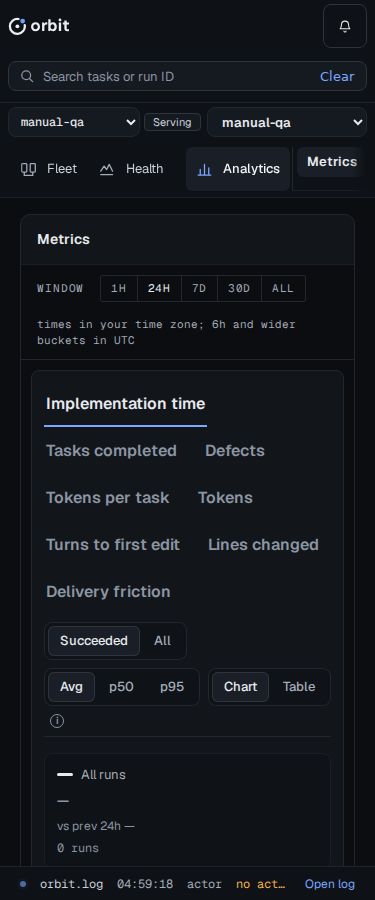 orbit
Search tasks or run ID Clear
manual-qa Serving manual-qa
Fleet Health Analytics Metrics
Metrics
WINDOW 1H 24H 7D 30D ALL
times in your time zone; 6h and wider
buckets in UTC
Implementation time
Tasks completed Defects
Tokens per task Tokens
Turns to first edit Lines changed
Delivery friction
Succeeded All
Avg p50 p95 Chart Table
All runs
—
vs prev 24h —
0 runs
orbit.log 04:59:18 actor no act… Open log